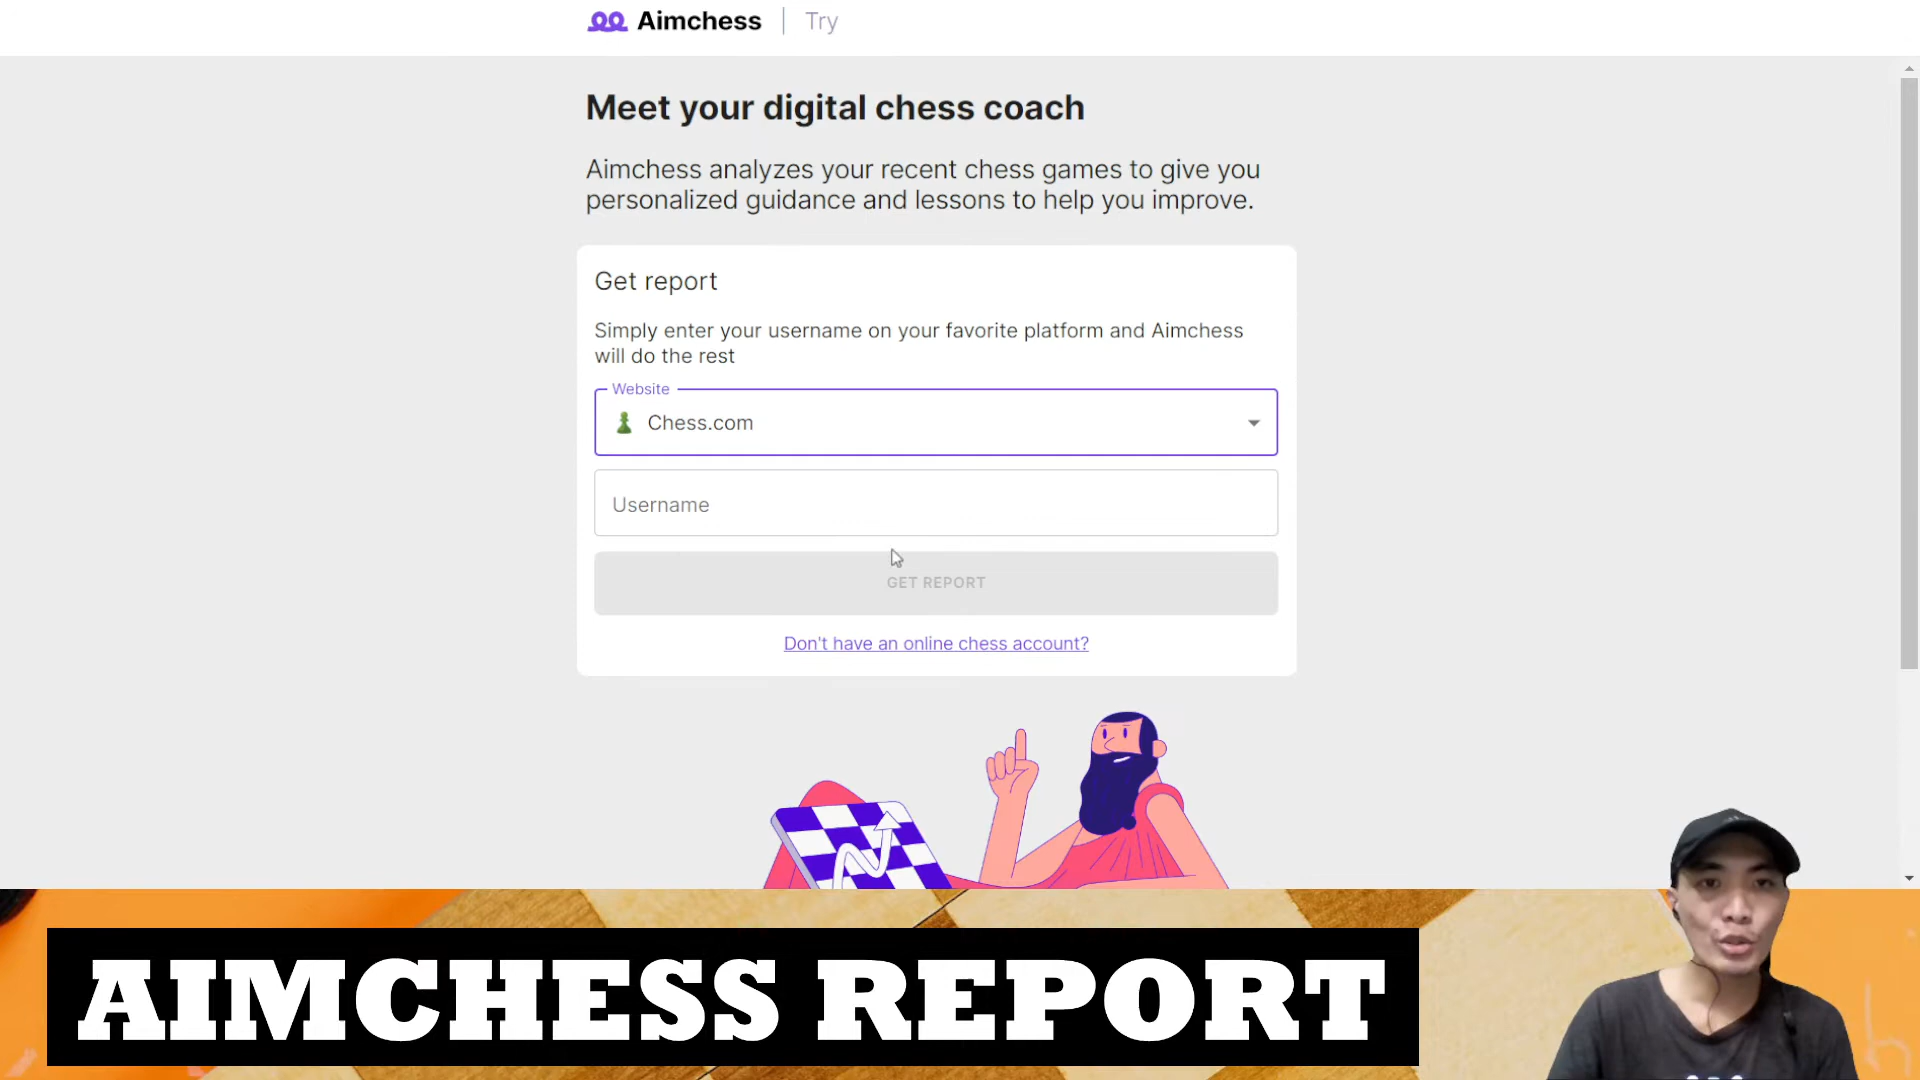 Aimchess | Try
Meet your digital chess coach
Aimchess analyzes your recent chess games to give you
personalized guidance and lessons to help you improve.
Get report
Simply enter your username on your favorite platform and Aimchess
will do the rest
Website
Chess.com
Username
GET REPORT
Don't have an online chess account?
AIMCHESS REPORT